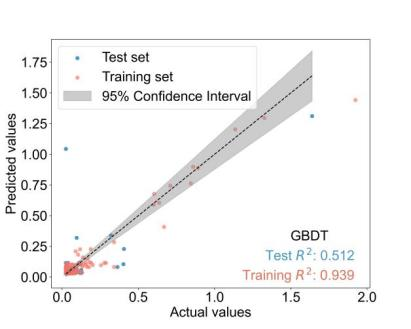 Test set
Training set
95% Confidence Interval
1.75
1.50
1.25
1.00
0.75
0.50
0.25
0.00
Predicted values
GBDT
Test R²: 0.512
Training R²: 0.939
0.0 0.5 1.0 1.5 2.0
Actual values